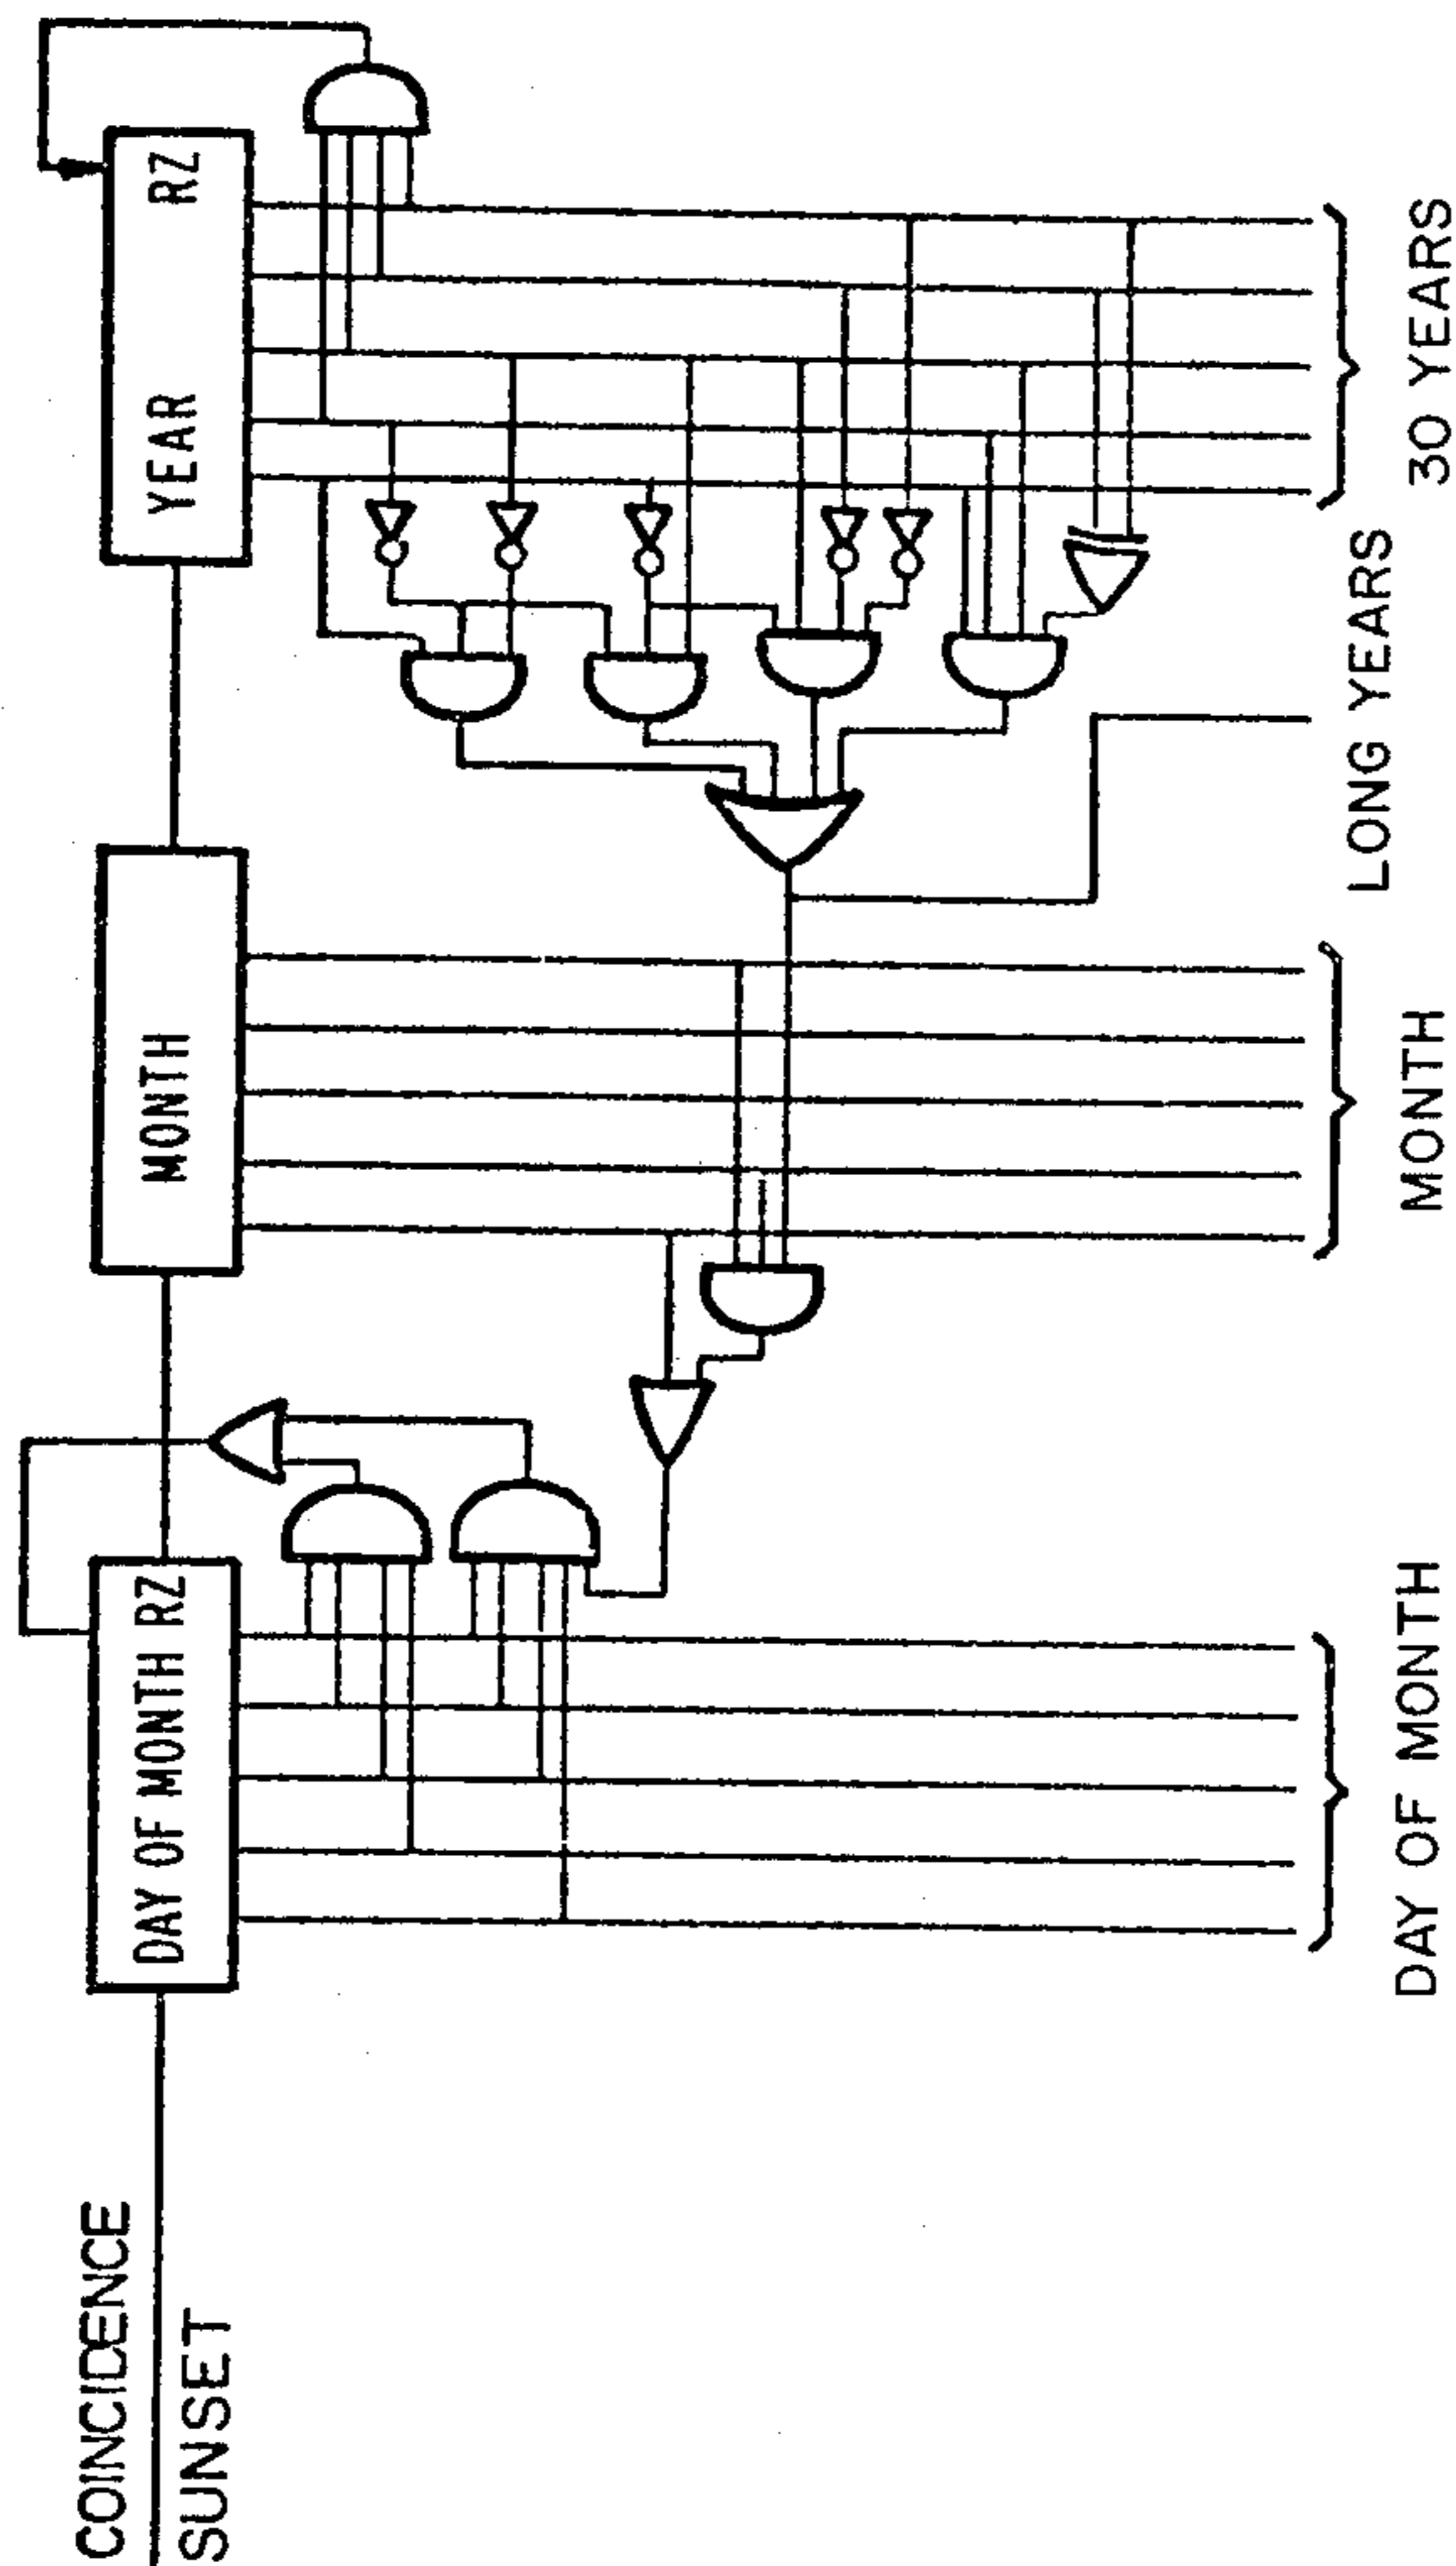 COINCIDENCE
SUNSET
DAY OF MONTH RZ
MONTH
YEAR RZ
DAY OF MONTH
MONTH
LONG YEARS
30 YEARS